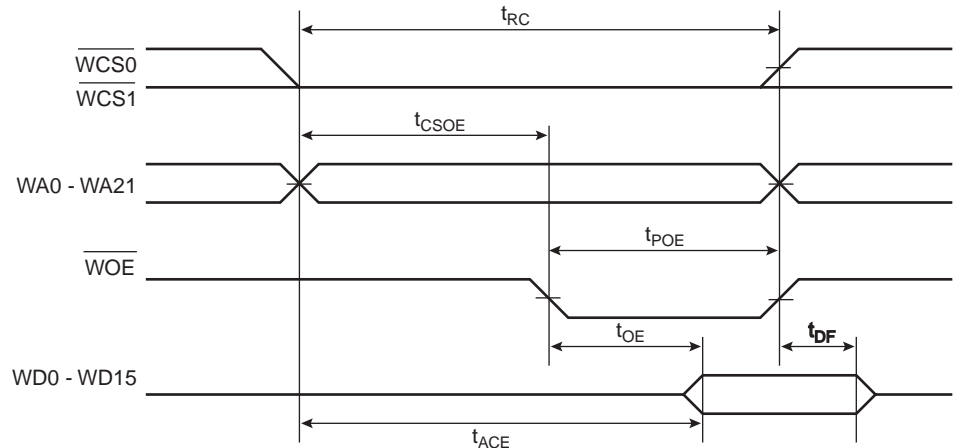 tRC
WCS0
WCS1
tCSOE
WA0 - WA21
tPOE
WOE
tOE
tDF
WD0 - WD15
tACE